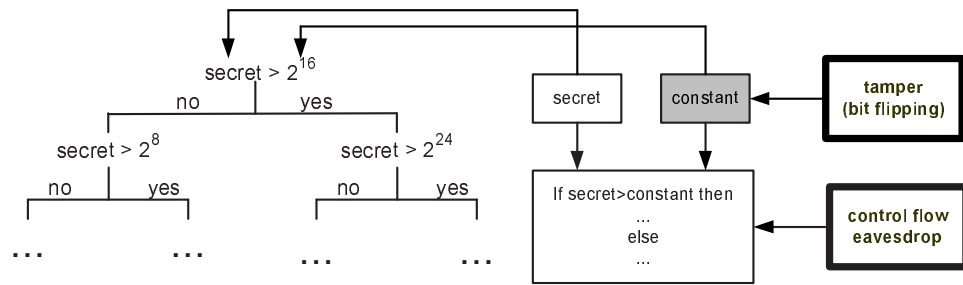 secret > 2^16
no yes
secret > 2^8
secret > 2^24
no yes
no yes
...
...
...
...
secret
constant
tamper
(bit flipping)
If secret>constant then
...
else
...
control flow
eavesdrop